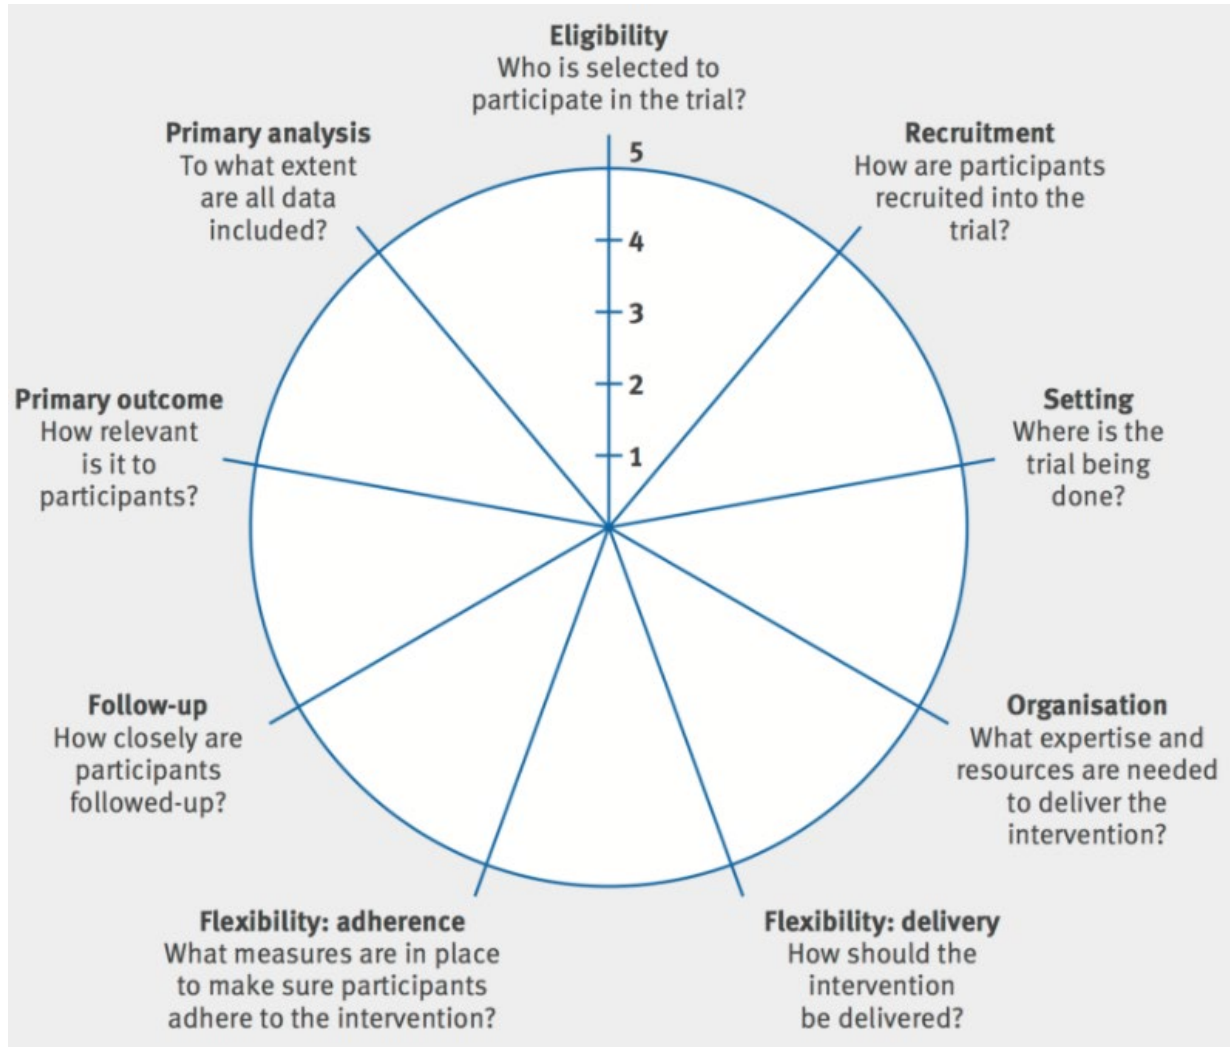 Eligibility
Who is selected to
participate in the trial?
Primary analysis
To what extent
are all data
included?
Recruitment
How are participants
recruited into the
trial?
5
4
3
2
1
Primary outcome
How relevant
is it to
participants?
Setting
Where is the
trial being
done?
Follow-up
How closely are
participants
followed-up?
Organisation
What expertise and
resources are needed
to deliver the
intervention?
Flexibility: adherence
What measures are in place
to make sure participants
adhere to the intervention?
Flexibility: delivery
How should the
intervention
be delivered?